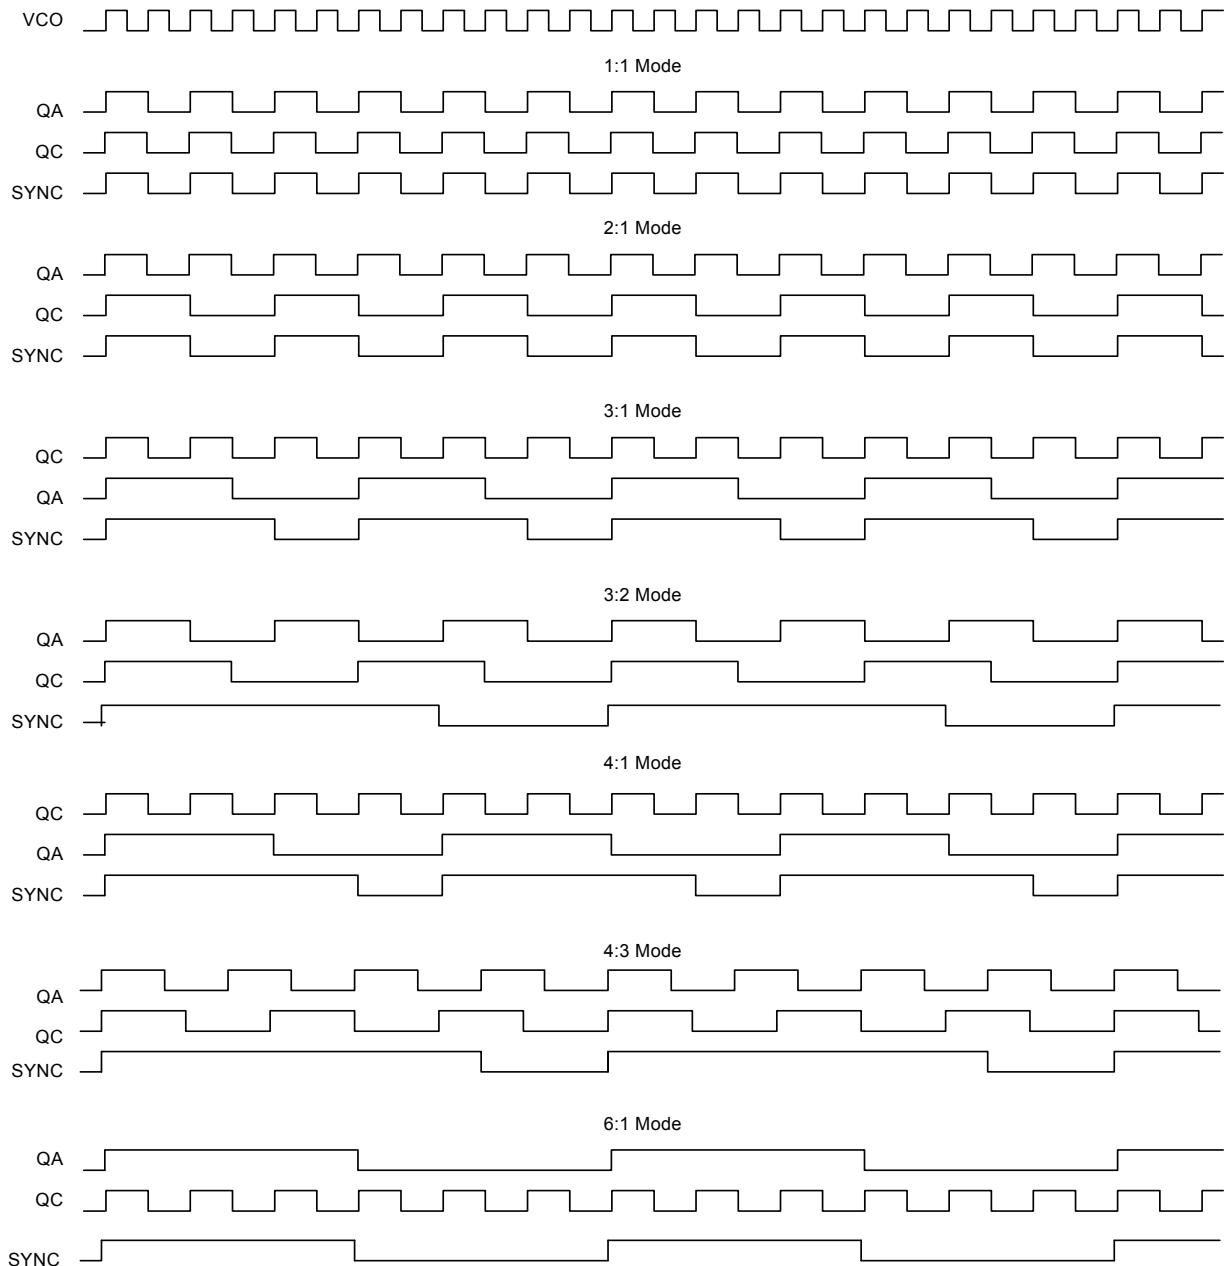 VCO
1:1 Mode
QA
QC
SYNC
2:1 Mode
QA
QC
SYNC
3:1 Mode
QC
QA
SYNC
3:2 Mode
QA
QC
SYNC
4:1 Mode
QC
QA
SYNC
4:3 Mode
QA
QC
SYNC
6:1 Mode
QA
QC
SYNC